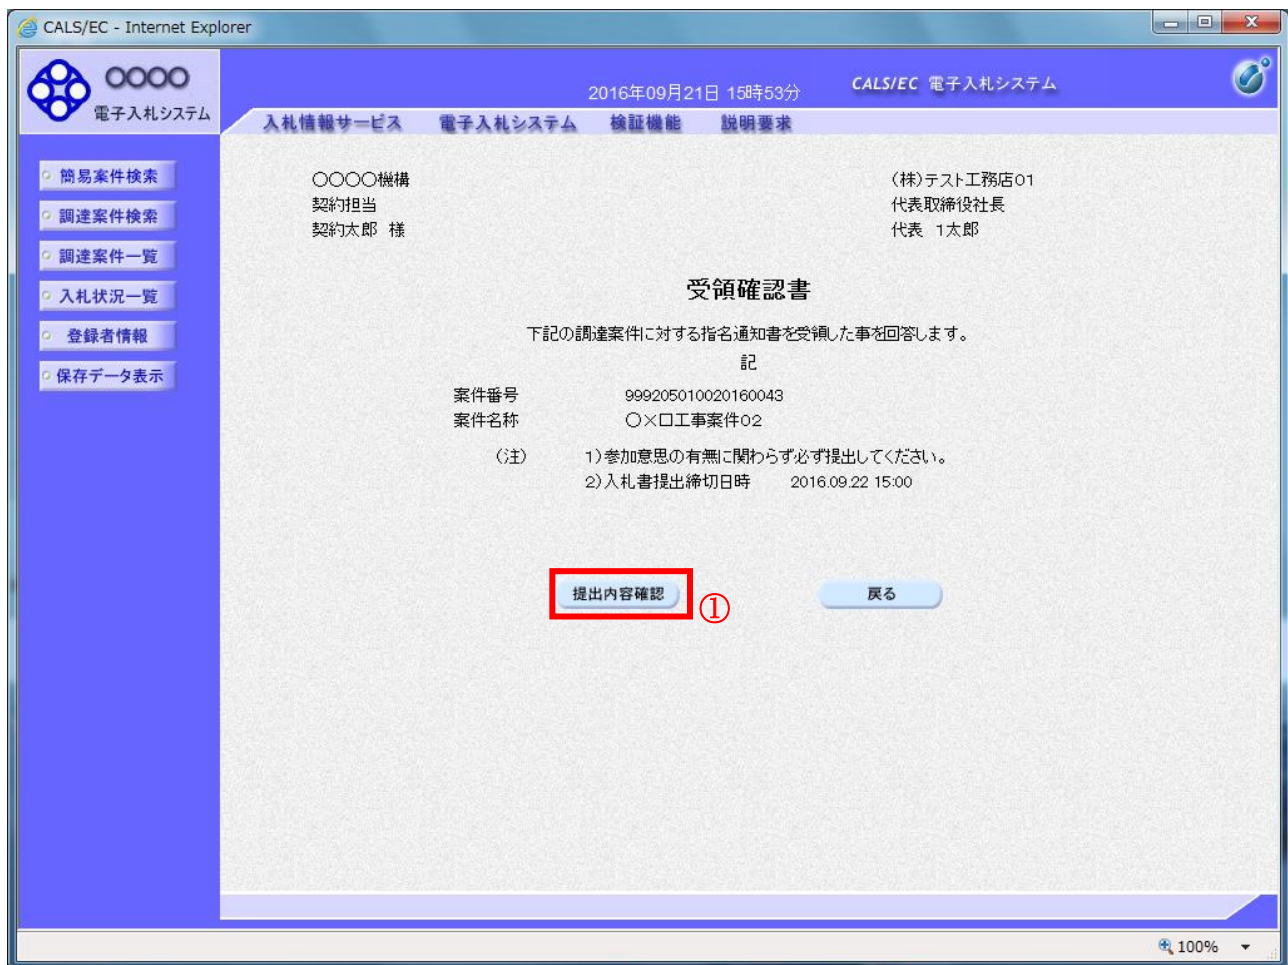 CALS/EC - Internet Explorer
○○○○
電子入札システム
2016年09月21日 15時53分
CALS/EC 電子入札システム
入札情報サービス 電子入札システム 検証機能 説明要求
簡易案件検索
調達案件検索
調達案件一覧
入札状況一覧
登録者情報
保存データ表示
○○○○機構
契約担当
契約太郎 様
(株)テスト工務店01
代表取締役社長
代表 1太郎
受領確認書
下記の調達案件に対する指名通知書を受領した事を回答します。
記
案件番号 999205010020160043
案件名称 ○×口工事案件02
(注) 1)参加意思の有無に関わらず必ず提出してください。
2)入札書提出締切日時 2016.09.22 15:00
提出内容確認 ① 戻る
100%